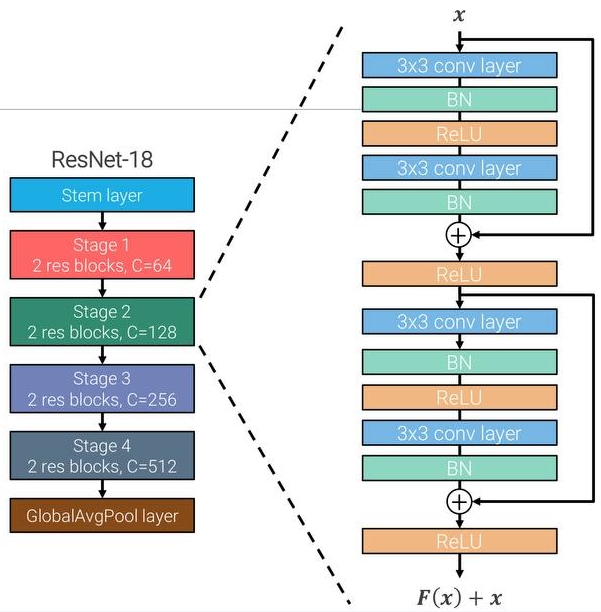 ResNet-18
Stem layer
Stage 1
2 res blocks, C=64
Stage 2
2 res blocks, C=128
Stage 3
2 res blocks, C=256
Stage 4
2 res blocks, C=512
GlobalAvgPool layer
x
3x3 conv layer
BN
ReLU
3x3 conv layer
BN
+
ReLU
3x3 conv layer
BN
ReLU
3x3 conv layer
BN
+
ReLU
F(x) + x